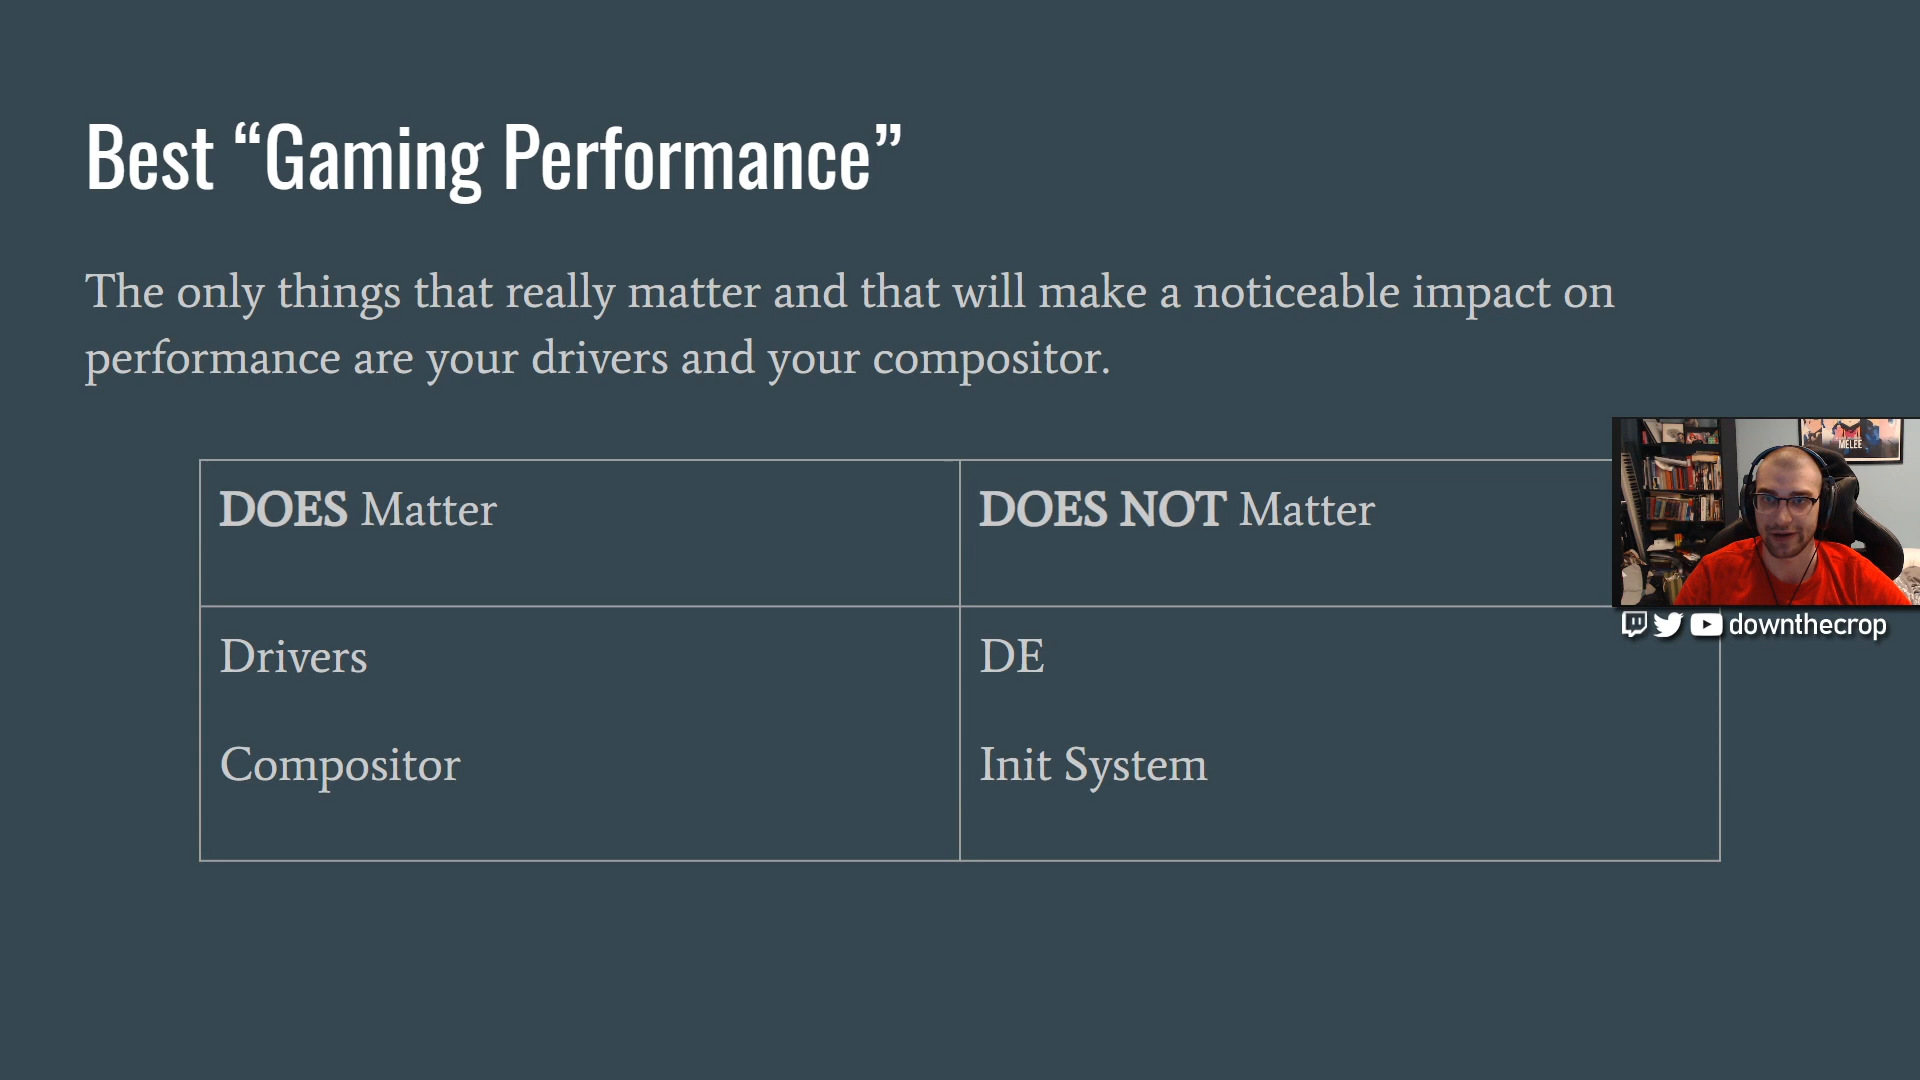 Best “Gaming Performance”
The only things that really matter and that will make a noticeable impact on
performance are your drivers and your compositor.
DOES Matter
DOES NOT Matter
Drivers
Compositor
DE
Init System
MELEE
downthecrop